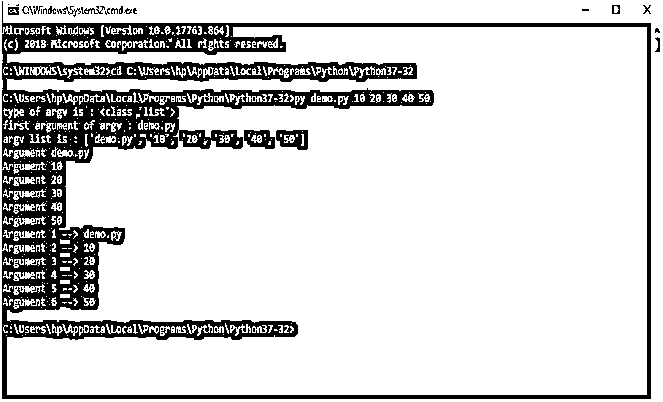 C:\Windows\System32\cmd.exe
Microsoft Windows [Version 10.0.17763.864]
(c) 2018 Microsoft Corporation. All rights reserved.
C:\WINDOWS\system32>cd C:\Users\hp\AppData\Local\Programs\Python\Python37-32
C:\Users\hp\AppData\Local\Programs\Python\Python37-32>py demo.py 10 20 30 40 50
type of argv is : <class 'list'>
first argument of argv : demo.py
argv list is : ['demo.py', '10', '20', '30', '40', '50']
Argument demo.py
Argument 10
Argument 20
Argument 30
Argument 40
Argument 50
Argument 1 --> demo.py
Argument 2 --> 10
Argument 3 --> 20
Argument 4 --> 30
Argument 5 --> 40
Argument 6 --> 50
C:\Users\hp\AppData\Local\Programs\Python\Python37-32>